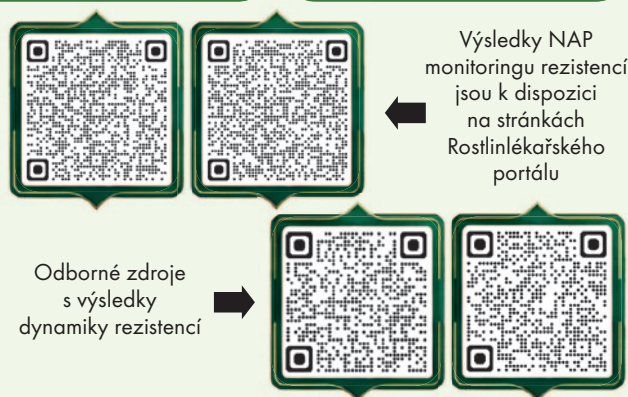 Výsledky NAP
monitoringu rezistencí
jsou k dispozici
na stránkách
Rostlinlékařského
portálu
Odborné zdroje
s výsledky
dynamiky rezistencí